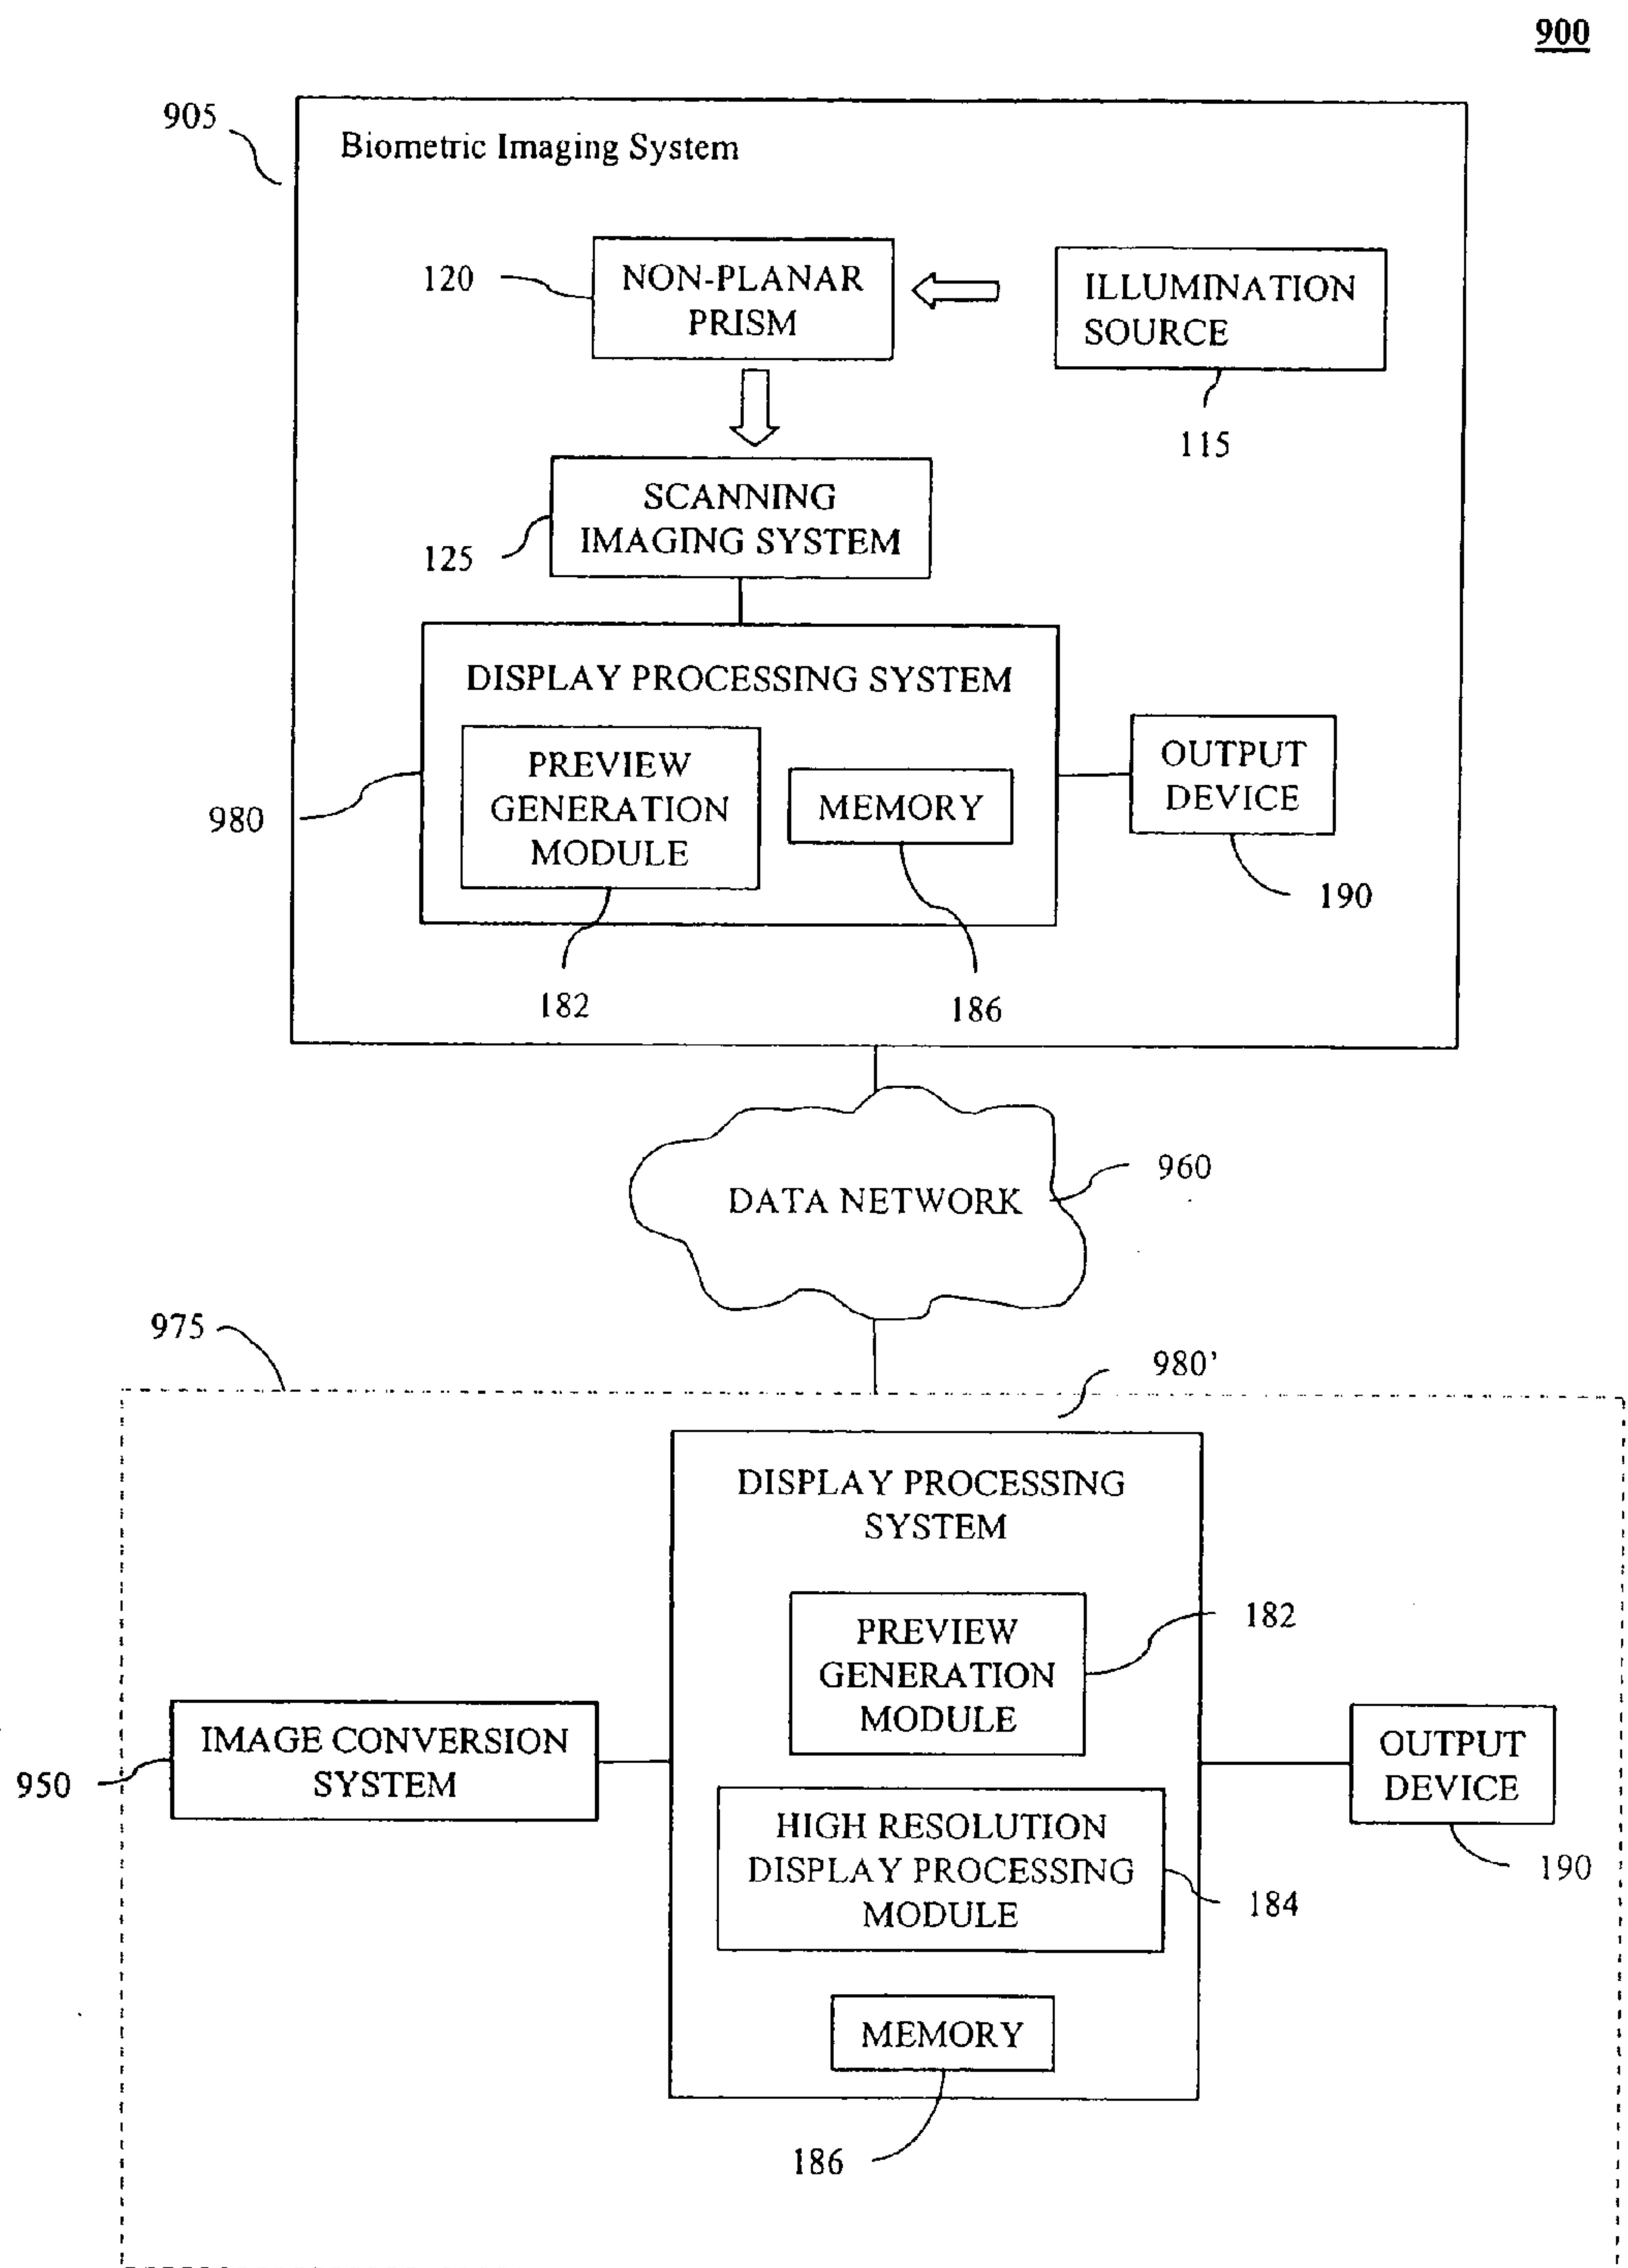 900
905
Biometric Imaging System
120
NON-PLANAR
PRISM
ILLUMINATION
SOURCE
115
SCANNING
IMAGING SYSTEM
125
DISPLAY PROCESSING SYSTEM
PREVIEW
GENERATION
MODULE
MEMORY
OUTPUT
DEVICE
980
190
182
186
960
DATA NETWORK
975
980'
DISPLAY PROCESSING
SYSTEM
PREVIEW
GENERATION
MODULE
182
IMAGE CONVERSION
SYSTEM
950
OUTPUT
DEVICE
190
HIGH RESOLUTION
DISPLAY PROCESSING
MODULE
184
MEMORY
186